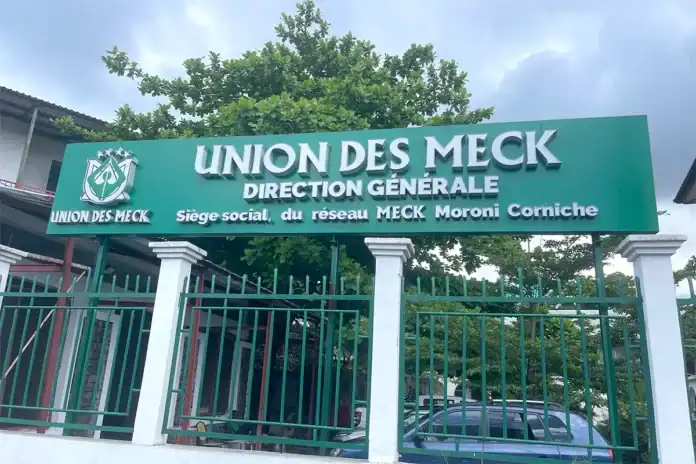 UNION DES MECK
DIRECTION GÉNÉRALE
Siège social, du réseau MECK Moroni Corniche
UNION DES MECK